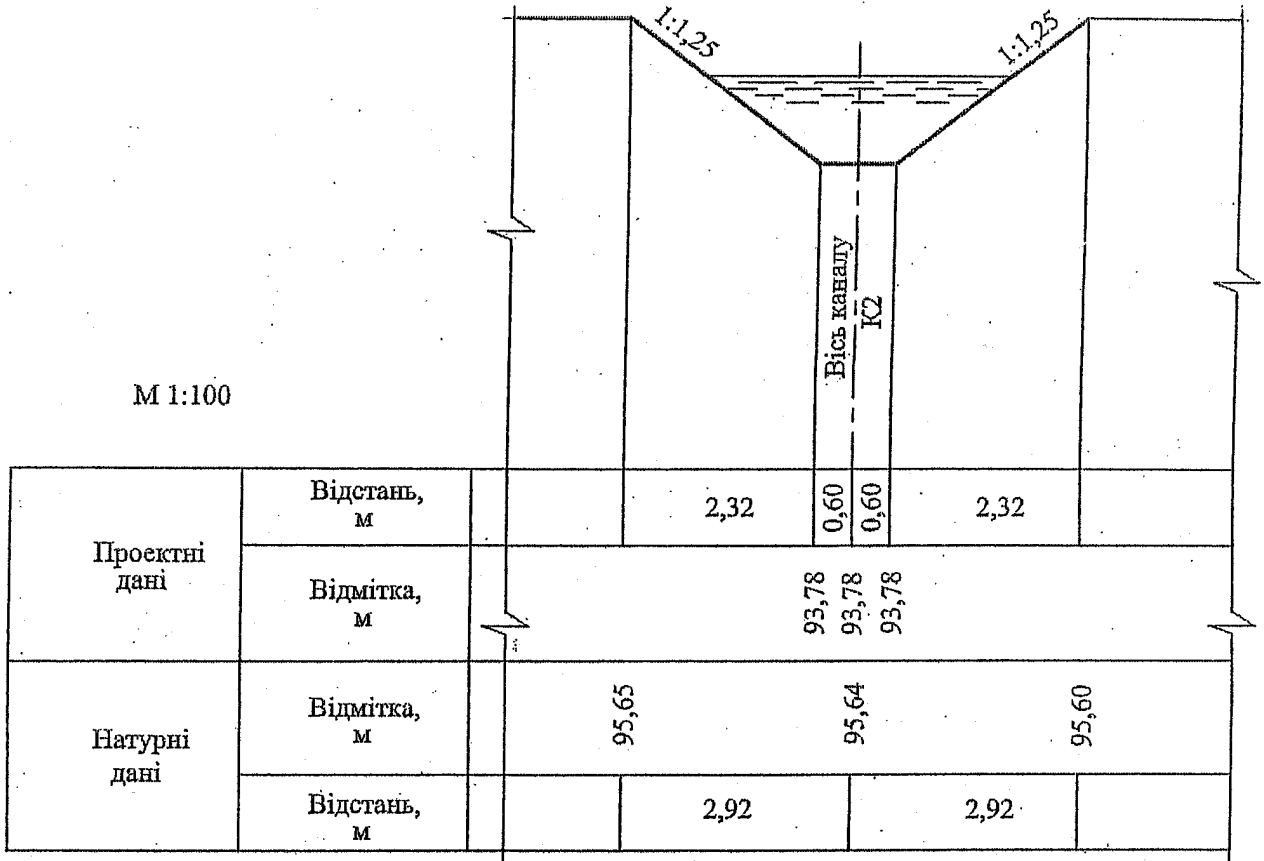 1:1,25
1:1,25
Вісь каналу
К2
М 1:100
Проектні
дані
Відстань,
м
2,32
0,60
0,60
2,32
Відмітка,
м
93,78
93,78
93,78
Натурні
дані
Відмітка,
м
95,65
95,64
95,60
Відстань,
м
2,92
2,92